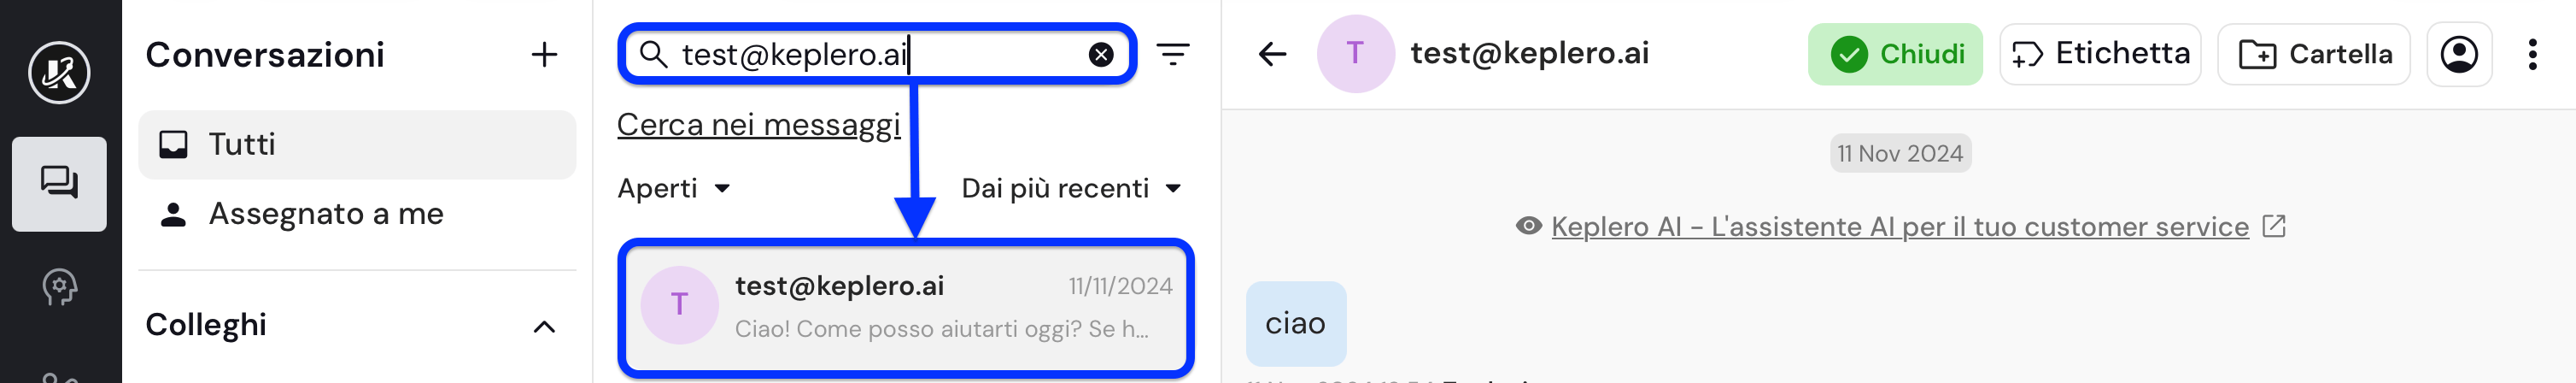 Conversazioni
Tutti
Assegnato a me
Colleghi
test@keplero.ai
Cerca nei messaggi
Aperti
Dai più recenti
T
test@keplero.ai
11/11/2024
Ciao! Come posso aiutarti oggi? Se h...
T
test@keplero.ai
Chiudi
Etichetta
Cartella
11 Nov 2024
Keplero AI - L'assistente AI per il tuo customer service
ciao